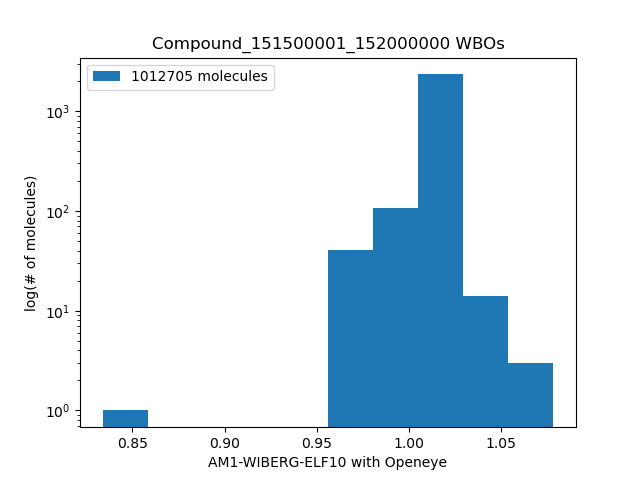 Compound_151500001_152000000 WBOs
1012705 molecules
log(# of molecules)
10³
10²
10¹
10⁰
0.85 0.90 0.95 1.00 1.05
AM1-WIBERG-ELF10 with Openeye